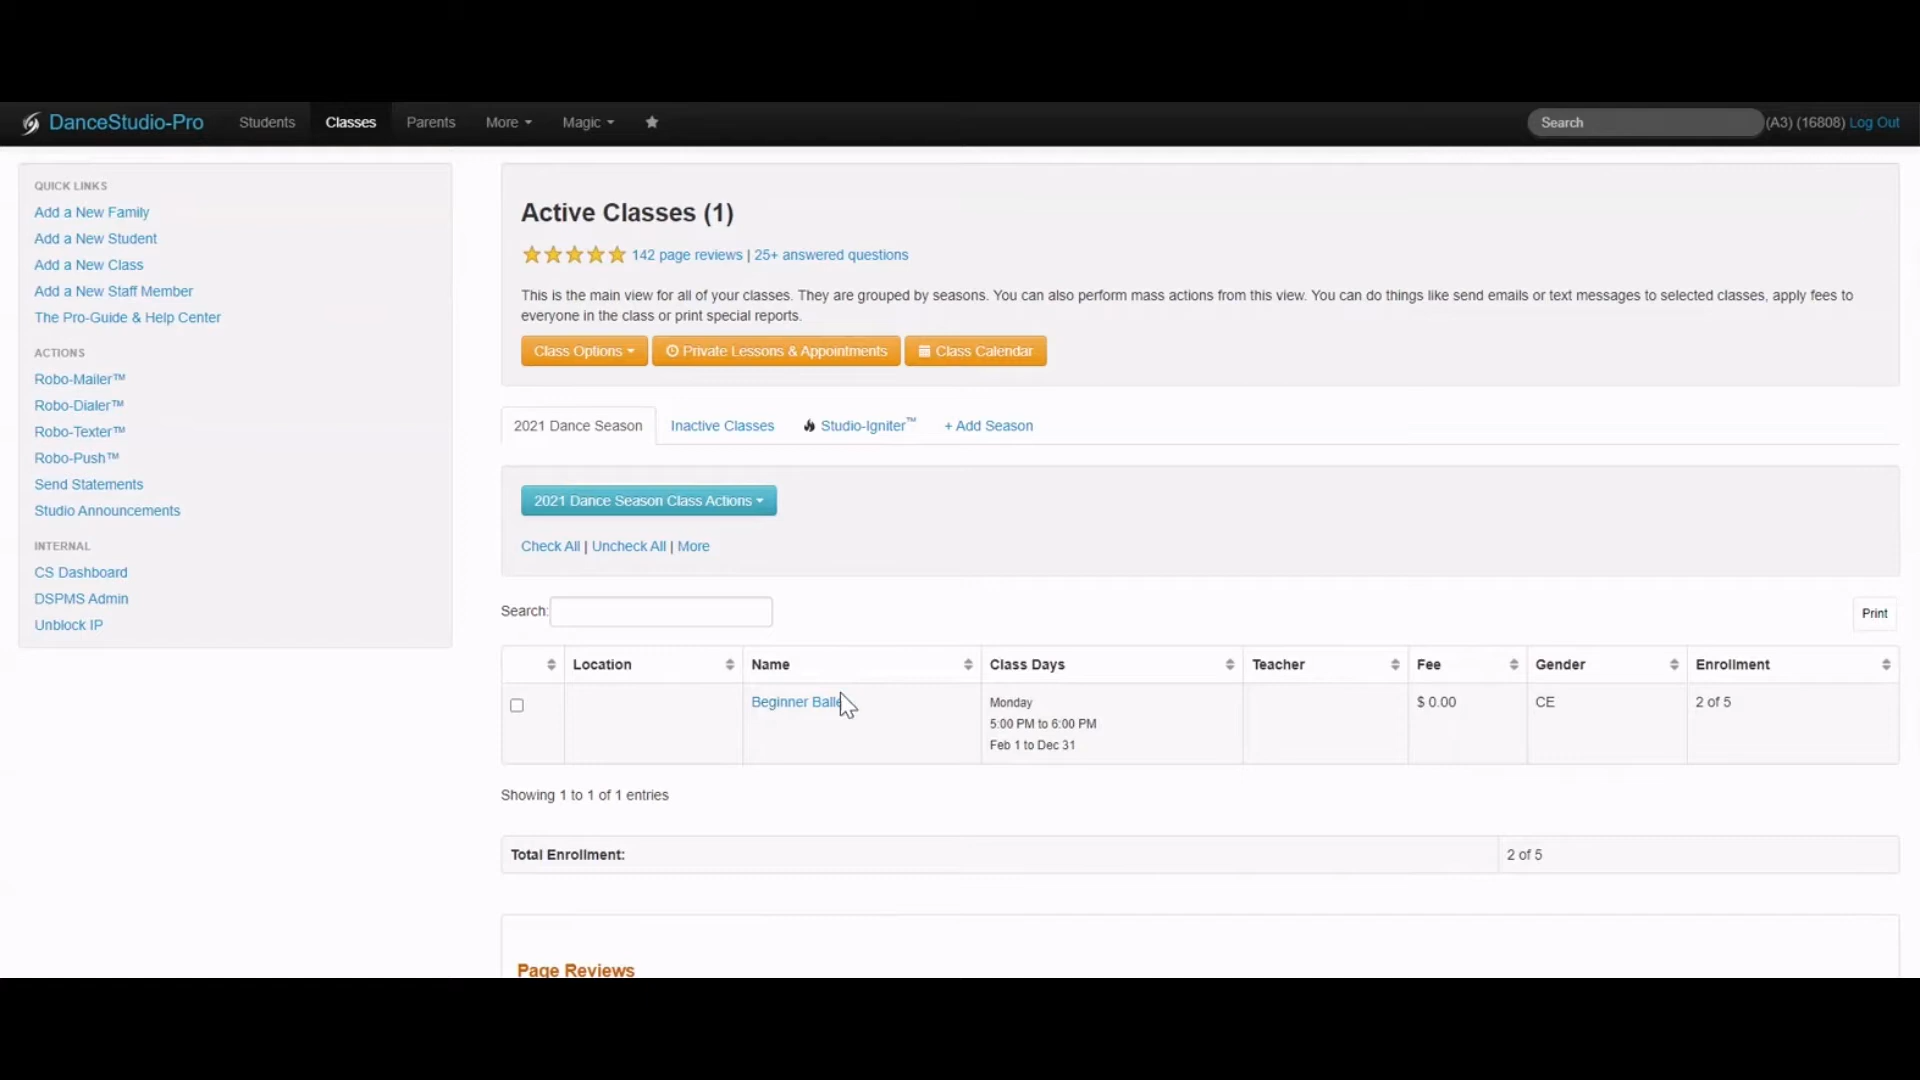 DanceStudio-Pro Students Classes Parents More Magic Search (A3) (16808) Log Out
QUICK LINKS
Add a New Family
Add a New Student
Add a New Class
Add a New Staff Member
The Pro-Guide & Help Center
ACTIONS
Robo-Mailer™
Robo-Dialer™
Robo-Texter™
Robo-Push™
Send Statements
Studio Announcements
INTERNAL
CS Dashboard
DSPMS Admin
Unblock IP
Active Classes (1)
142 page reviews | 25+ answered questions
This is the main view for all of your classes. They are grouped by seasons. You can also perform mass actions from this view. You can do things like send emails or text messages to selected classes, apply fees to
everyone in the class or print special reports.
Class Options Private Lessons & Appointments Class Calendar
2021 Dance Season Inactive Classes Studio-Igniter™ + Add Season
2021 Dance Season Class Actions
Check All | Uncheck All | More
Search: Print
Location Name Class Days Teacher Fee Gender Enrollment
Beginner Balle Monday $ 0.00 CE 2 of 5
5:00 PM to 6:00 PM
Feb 1 to Dec 31
Showing 1 to 1 of 1 entries
Total Enrollment: 2 of 5
Page Reviews